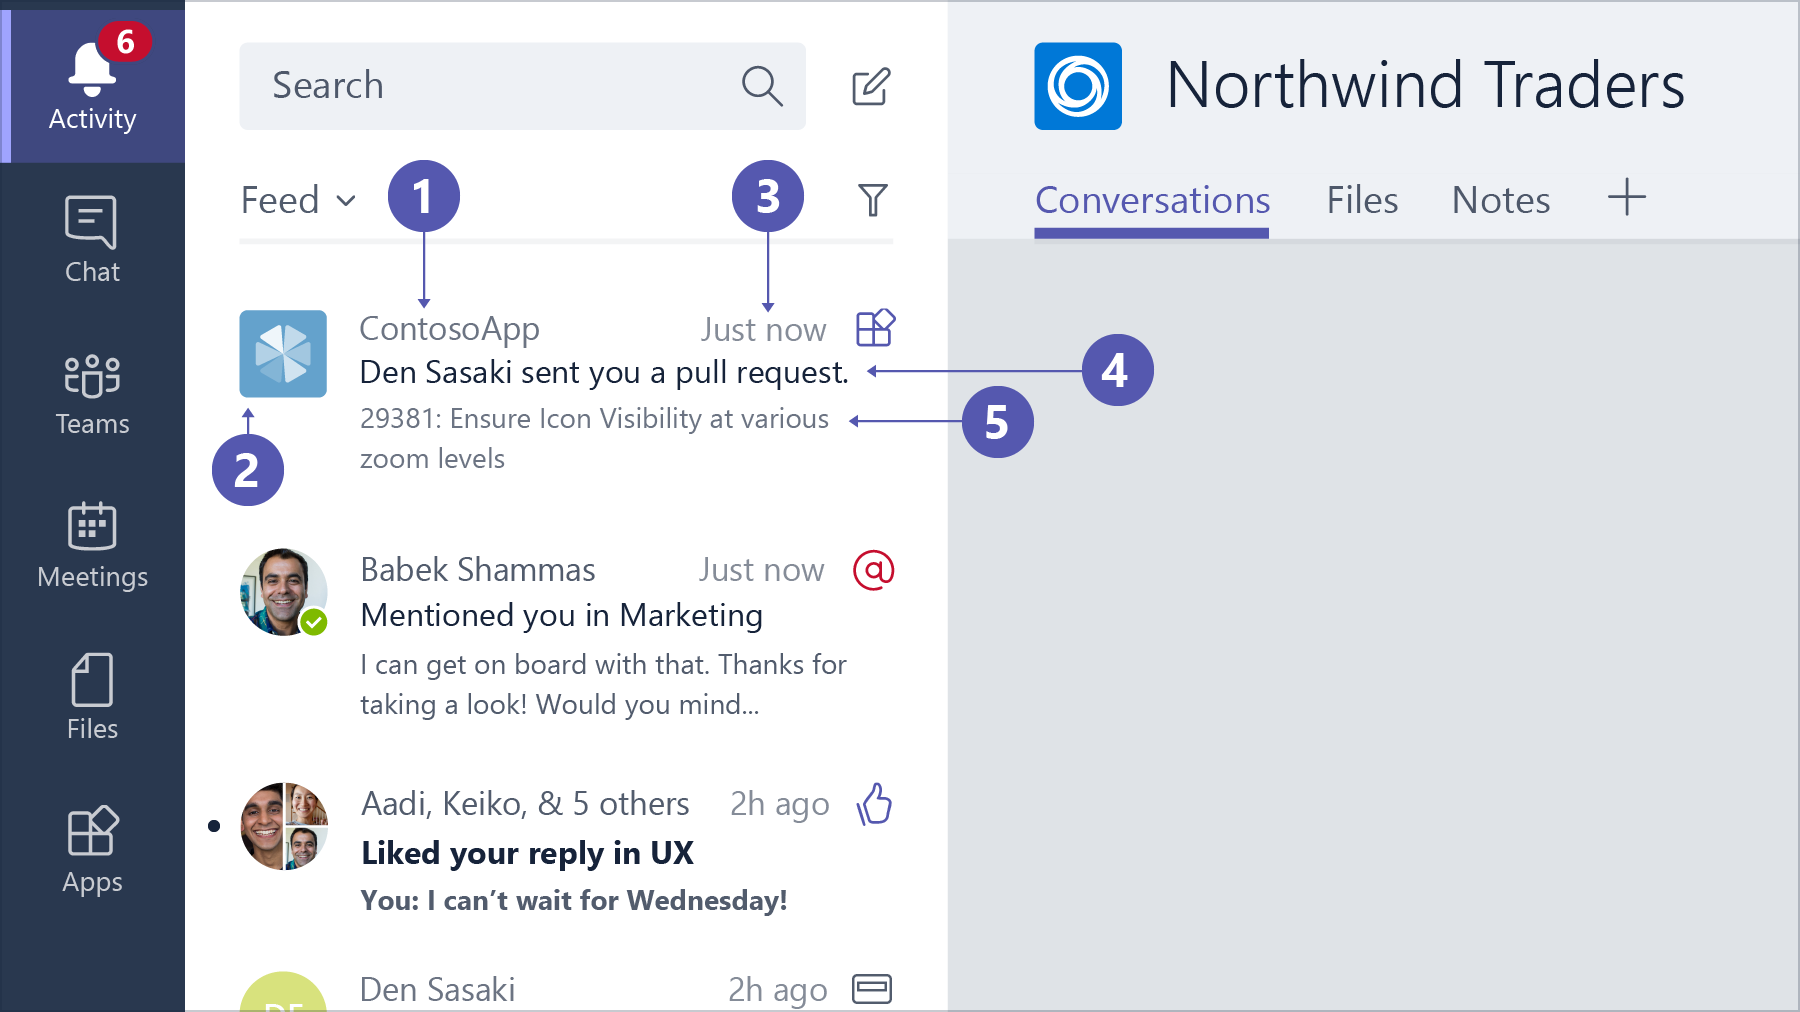 6
Activity
Chat
Teams
Meetings
Files
Apps
Search
Feed
1
3
ContosoApp Just now
Den Sasaki sent you a pull request.
29381: Ensure Icon Visibility at various
zoom levels
2
4
5
Babek Shammas Just now
Mentioned you in Marketing
I can get on board with that. Thanks for
taking a look! Would you mind...
Aadi, Keiko, & 5 others 2h ago
Liked your reply in UX
You: I can’t wait for Wednesday!
Den Sasaki 2h ago
Northwind Traders
Conversations Files Notes